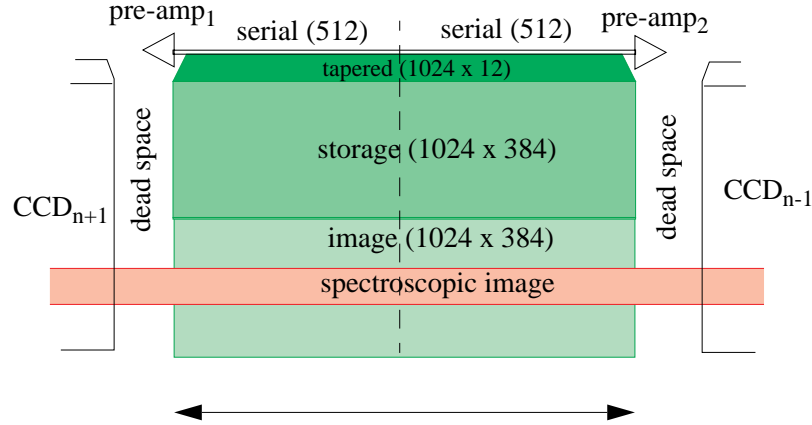 pre-amp1
serial (512)
serial (512)
pre-amp2
tapered (1024 x 12)
dead space
storage (1024 x 384)
dead space
CCDn+1
CCDn-1
image (1024 x 384)
spectroscopic image